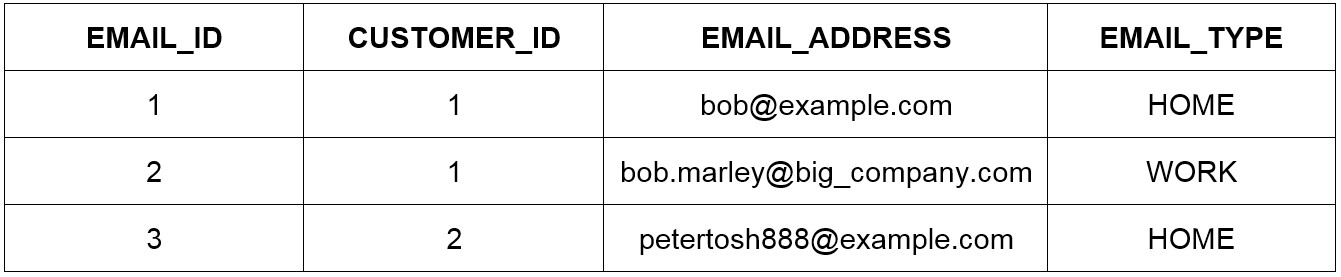 EMAIL_ID CUSTOMER_ID EMAIL_ADDRESS EMAIL_TYPE
1 1 bob@example.com HOME
2 1 bob.marley@big_company.com WORK
3 2 petertosh888@example.com HOME